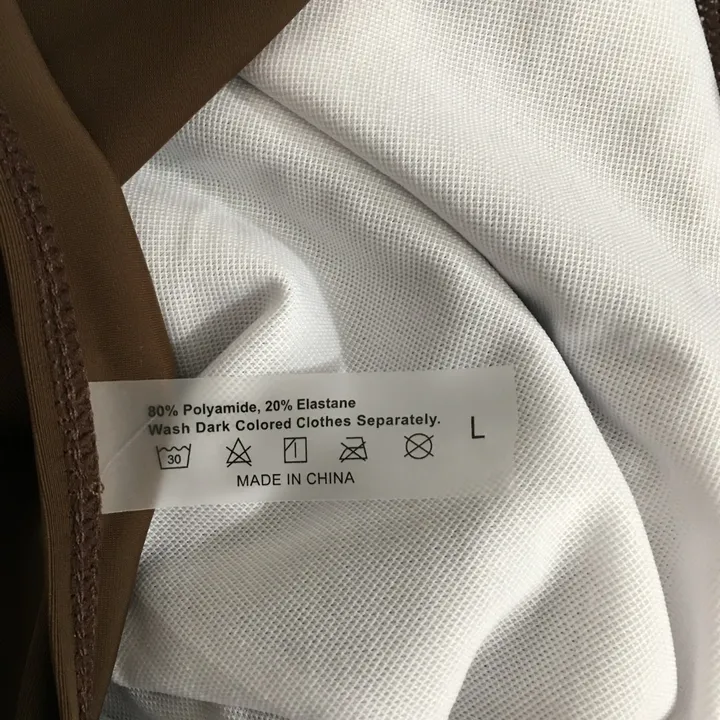 80% Polyamide, 20% Elastane
Wash Dark Colored Clothes Separately.
L
30
MADE IN CHINA